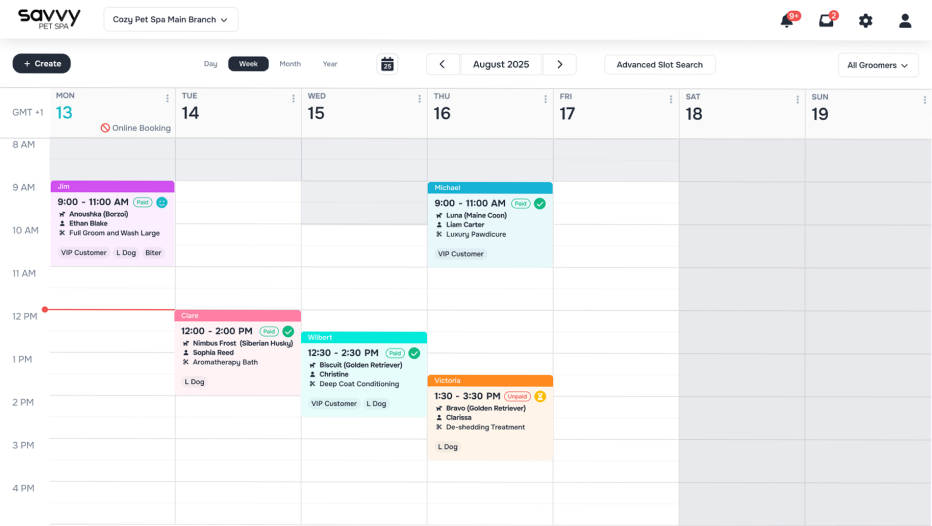 savvy
PET SPA
Cozy Pet Spa Main Branch
9+
2
+ Create
Day
Week
Month
Year
25
August 2025
Advanced Slot Search
All Groomers
GMT +1
MON
13
Online Booking
TUE
14
WED
15
THU
16
FRI
17
SAT
18
SUN
19
8 AM
9 AM
10 AM
11 AM
12 PM
1 PM
2 PM
3 PM
4 PM
Jim
9:00 - 11:00 AM Paid
Anoushka (Borzoi)
Ethan Blake
Full Groom and Wash Large
VIP Customer L Dog Biter
Clare
12:00 - 2:00 PM Paid
Nimbus Frost (Siberian Husky)
Sophia Reed
Aromatherapy Bath
L Dog
Wilbert
12:30 - 2:30 PM Paid
Biscuit (Golden Retriever)
Christine
Deep Coat Conditioning
VIP Customer L Dog
Michael
9:00 - 11:00 AM Paid
Luna (Maine Coon)
Liam Carter
Luxury Pawdicure
VIP Customer
Victoria
1:30 - 3:30 PM Unpaid
Bravo (Golden Retriever)
Clarissa
De-shedding Treatment
L Dog